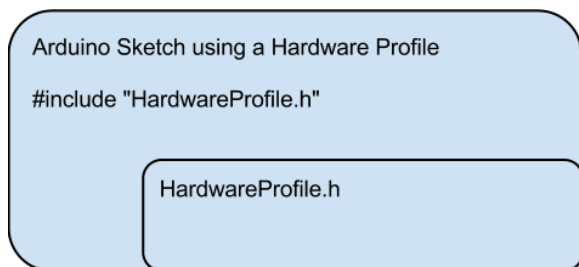 Arduino Sketch using a Hardware Profile
#include "HardwareProfile.h"
HardwareProfile.h